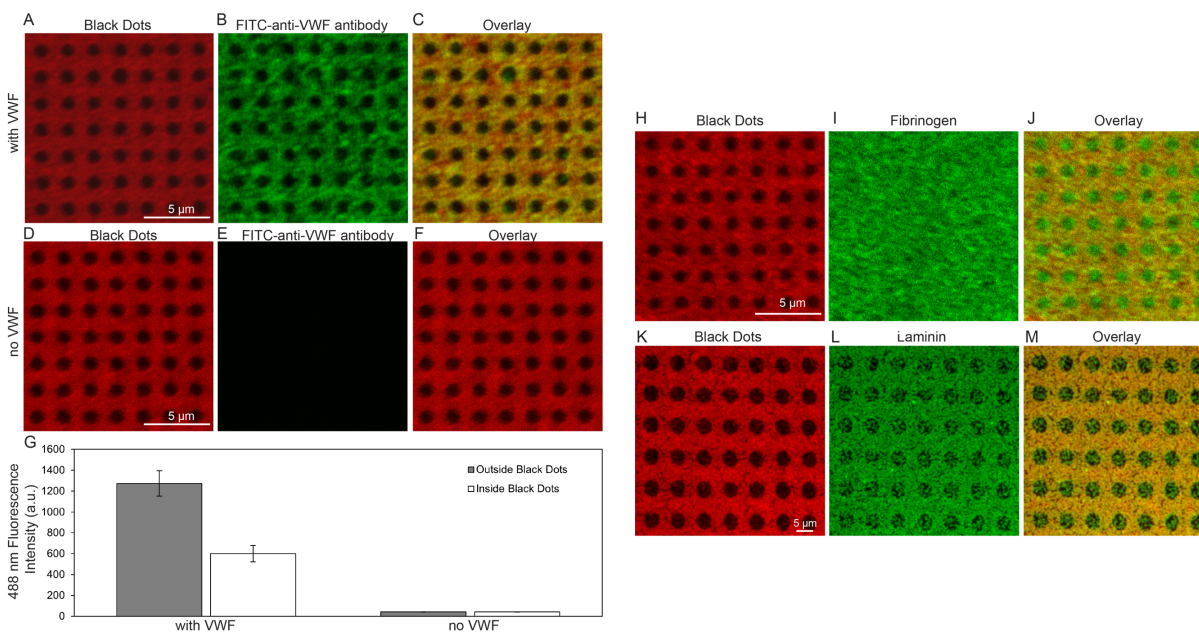 A Black Dots B FITC-anti-VWF antibody C Overlay
with VWF
5 µm
D Black Dots E FITC-anti-VWF antibody F Overlay
no VWF
5 µm
G
1600
1400
1200
1000
800
600
400
200
0
488 nm Fluorescence
Intensity (a.u.)
Outside Black Dots
Inside Black Dots
with VWF no VWF
H Black Dots I Fibrinogen J Overlay
5 µm
K Black Dots L Laminin M Overlay
5 µm